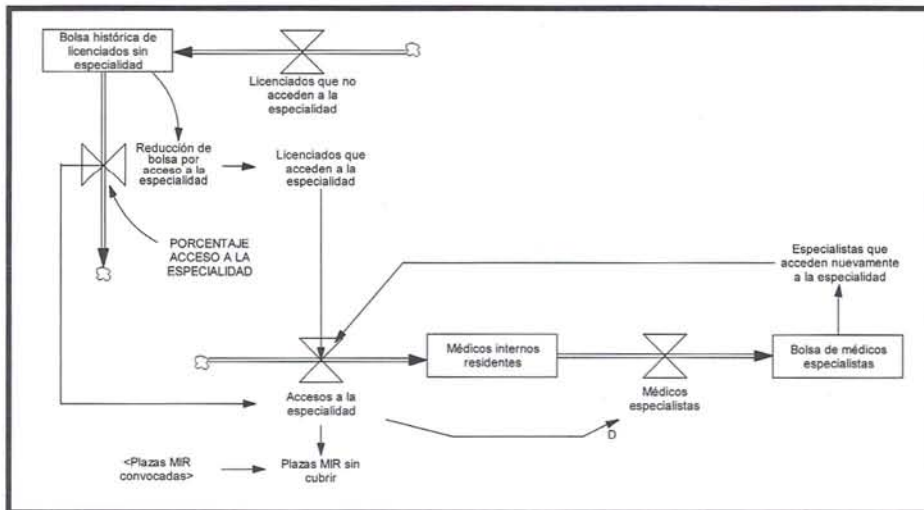 Bolsa histórica de
licenciados sin
especialidad
Licenciados que no
acceden a la
especialidad
Reducción de
bolsa por
acceso a la
especialidad
Licenciados que
acceden a la
especialidad
PORCENTAJE
ACCESO A LA
ESPECIALIDAD
Especialistas que
acceden nuevamente
a la especialidad
Médicos internos
residentes
Bolsa de médicos
especialistas
Accesos a la
especialidad
Médicos
especialistas
D
<Plazas MIR
convocadas>
Plazas MIR sin
cubrir